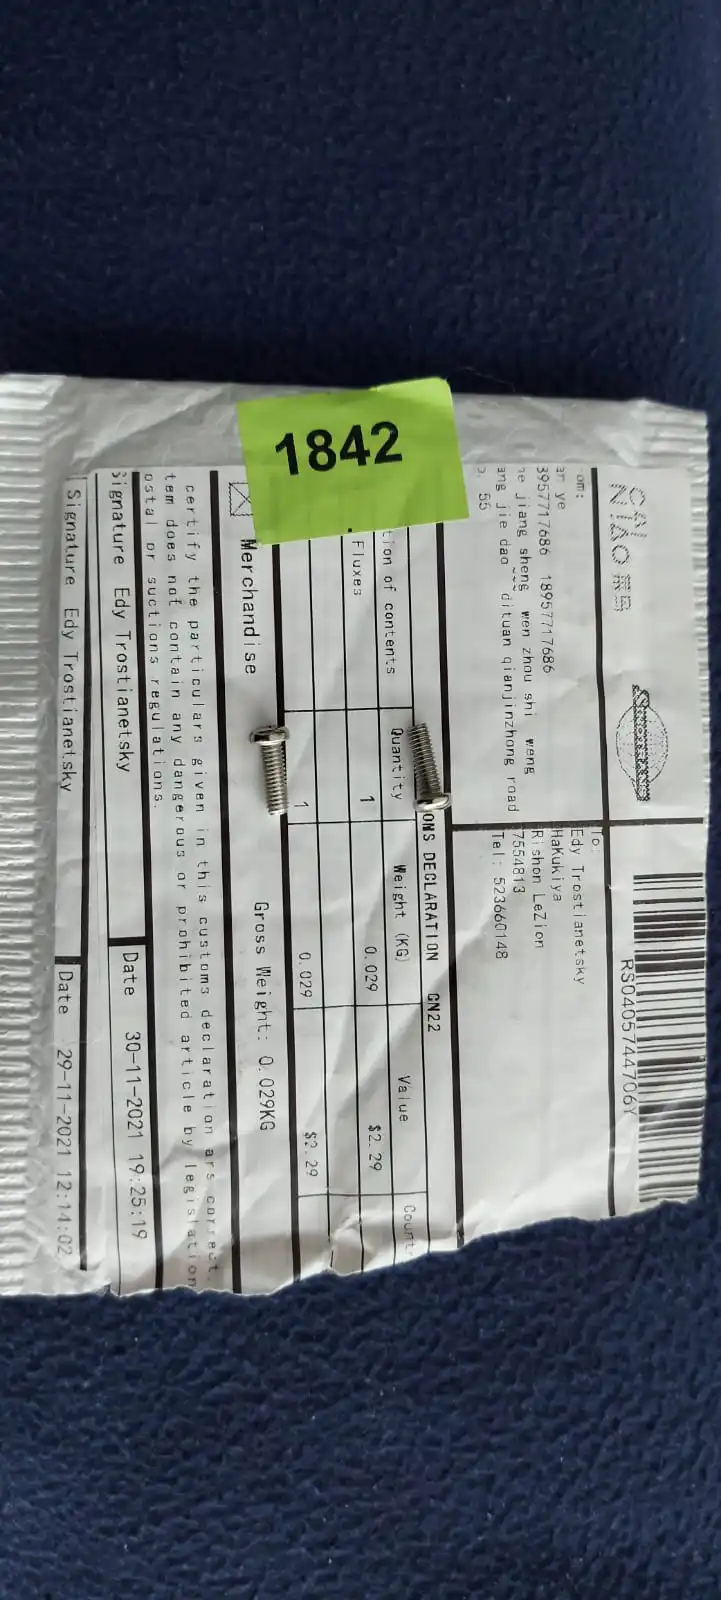 1842
CAI
NIAO
om:
an ye
3957717686 18957717686
he jiang sheng wen zhou shi weng
ang jie dao ~~~ dituan qianjinzhong road
55
To:
Edy Trostianetsky
HaKukiya
Rishon LeZion
7554813
Tel: 523660148
RS0405744706Y
ONS DECLARATION CN22
tion of contents Quantity Weight (KG) Value Countr
Fluxes 1 0.029 $2.29
1 0.029 $2.29
Merchandise Gross Weight: 0.029KG
certify the particulars given in this customs declaration ars correct.
tem does not contain any dangerous or prohibited article by legislation
ostal or suctions regulations.
Signature Edy Trostianetsky Date 30-11-2021 19:25:19
Signature Edy Trostianetsky Date 29-11-2021 12:14:02